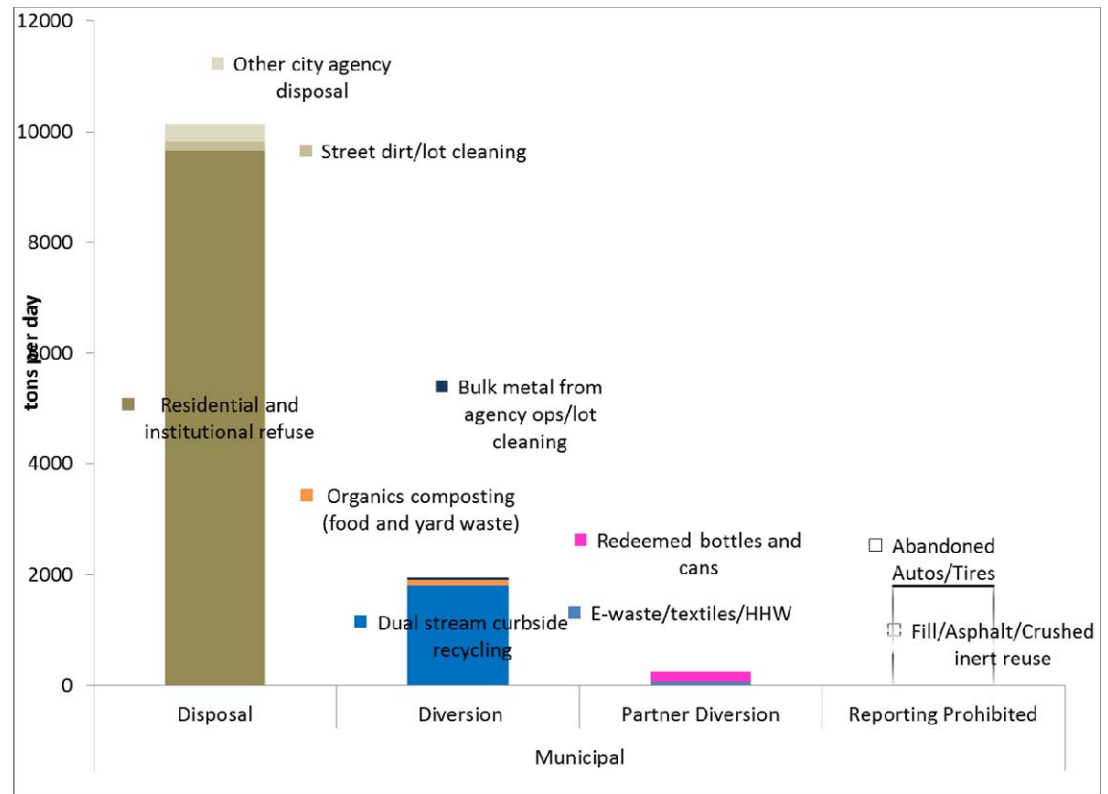 12000
Other city agency
disposal
10000
Street dirt/lot cleaning
8000
tons per day
6000
Residential and
institutional refuse
Bulk metal from
agency ops/lot
cleaning
4000
Organics composting
(food and yard waste)
Redeemed bottles and
cans
Abandoned
Autos/Tires
2000
Dual stream curbside
recycling
E-waste/textiles/HHW
Fill/Asphalt/Crushed
inert reuse
0
Disposal
Diversion
Partner Diversion
Reporting Prohibited
Municipal